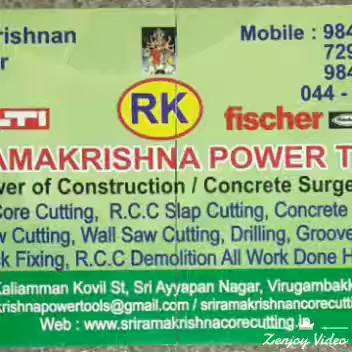 rishnan
Mobile : 984
r
729
984
044 -
LTI
RK
fischer
AMAKRISHNA POWER T
ver of Construction / Concrete Surge
Core Cutting, R.C.C Slap Cutting, Concrete
w Cutting, Wall Saw Cutting, Drilling, Groove
k Fixing, R.C.C Demolition All Work Done H
Kaliamman Kovil St, Sri Ayyapan Nagar, Virugambakk
krishnapowertools@gmail.com / sriramakrishnancorecutti
Web : www.sriramakrishnacorecutting.in
Zenjoy Video